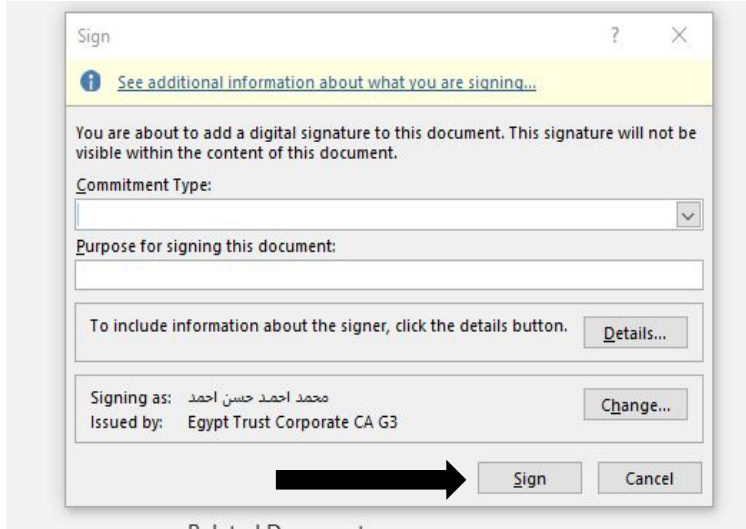 Sign
See additional information about what you are signing...
You are about to add a digital signature to this document. This signature will not be
visible within the content of this document.
Commitment Type:
Purpose for signing this document:
To include information about the signer, click the details button.
Details...
Signing as: محمد احمد حسن احمد
Issued by: Egypt Trust Corporate CA G3
Change...
Sign
Cancel